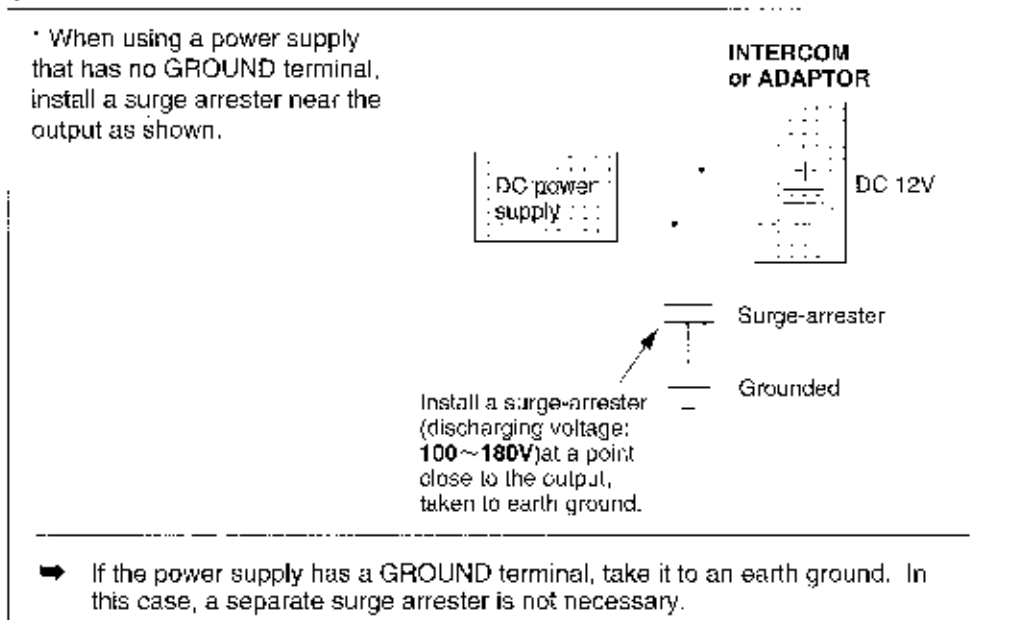 · When using a power supply
that has no GROUND terminal,
install a surge arrester near the
output as shown.
INTERCOM
or ADAPTOR
DC power
supply
DC 12V
Surge-arrester
Grounded
Install a surge-arrester
(discharging voltage:
100~180V)at a point
close to the output,
taken to earth ground.
➡ If the power supply has a GROUND terminal, take it to an earth ground. In
this case, a separate surge arrester is not necessary.